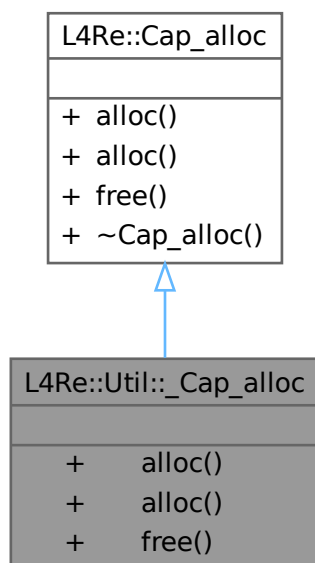 L4Re::Cap_alloc
+ alloc()
+ alloc()
+ free()
+ ~Cap_alloc()
L4Re::Util::_Cap_alloc
+ alloc()
+ alloc()
+ free()